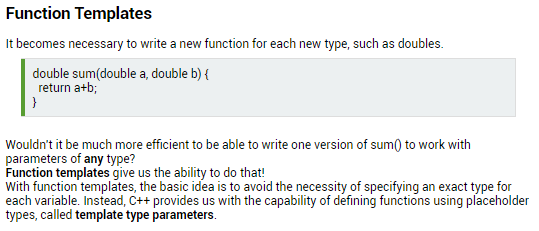 Function Templates
It becomes necessary to write a new function for each new type, such as doubles.
double sum(double a, double b) {
return a+b;
}
Wouldn't it be much more efficient to be able to write one version of sum() to work with
parameters of any type?
Function templates give us the ability to do that!
With function templates, the basic idea is to avoid the necessity of specifying an exact type for
each variable. Instead, C++ provides us with the capability of defining functions using placeholder
types, called template type parameters.